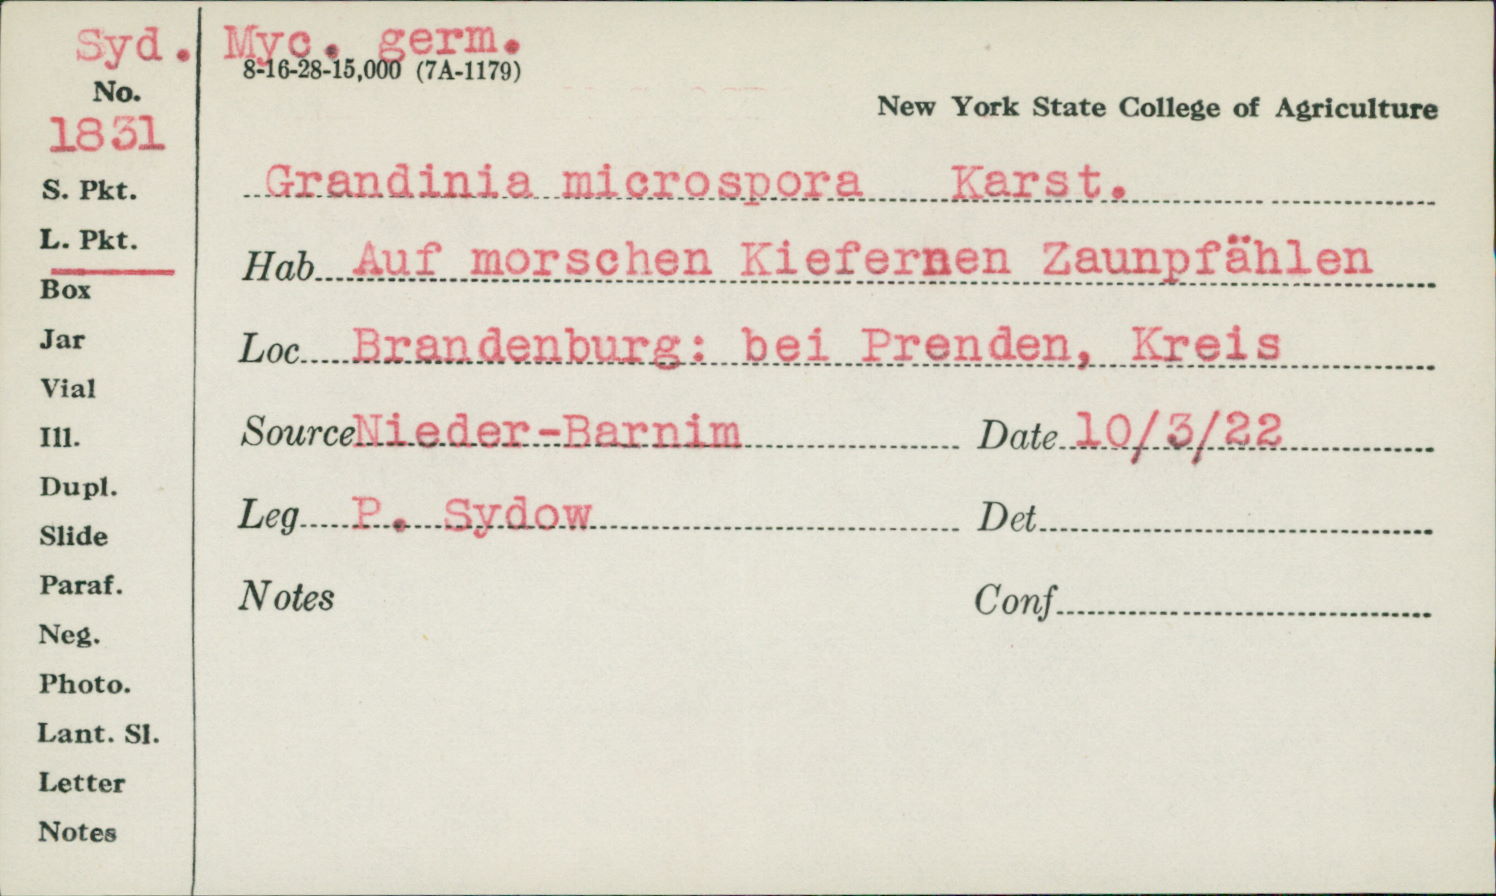 Syd. Myc. germ.
8-16-28-15,000 (7A-1179)
No.
New York State College of Agriculture
1831
S. Pkt.
Grandinia microspora Karst.
L. Pkt.
Hab Auf morschen Kiefernen Zaunpfählen
Box
Jar
Loc Brandenburg: bei Prenden, Kreis
Vial
Ill.
Source Nieder-Barnim Date 10/3/22
Dupl.
Leg P. Sydow Det
Slide
Paraf.
Notes Conf
Neg.
Photo.
Lant. Sl.
Letter
Notes